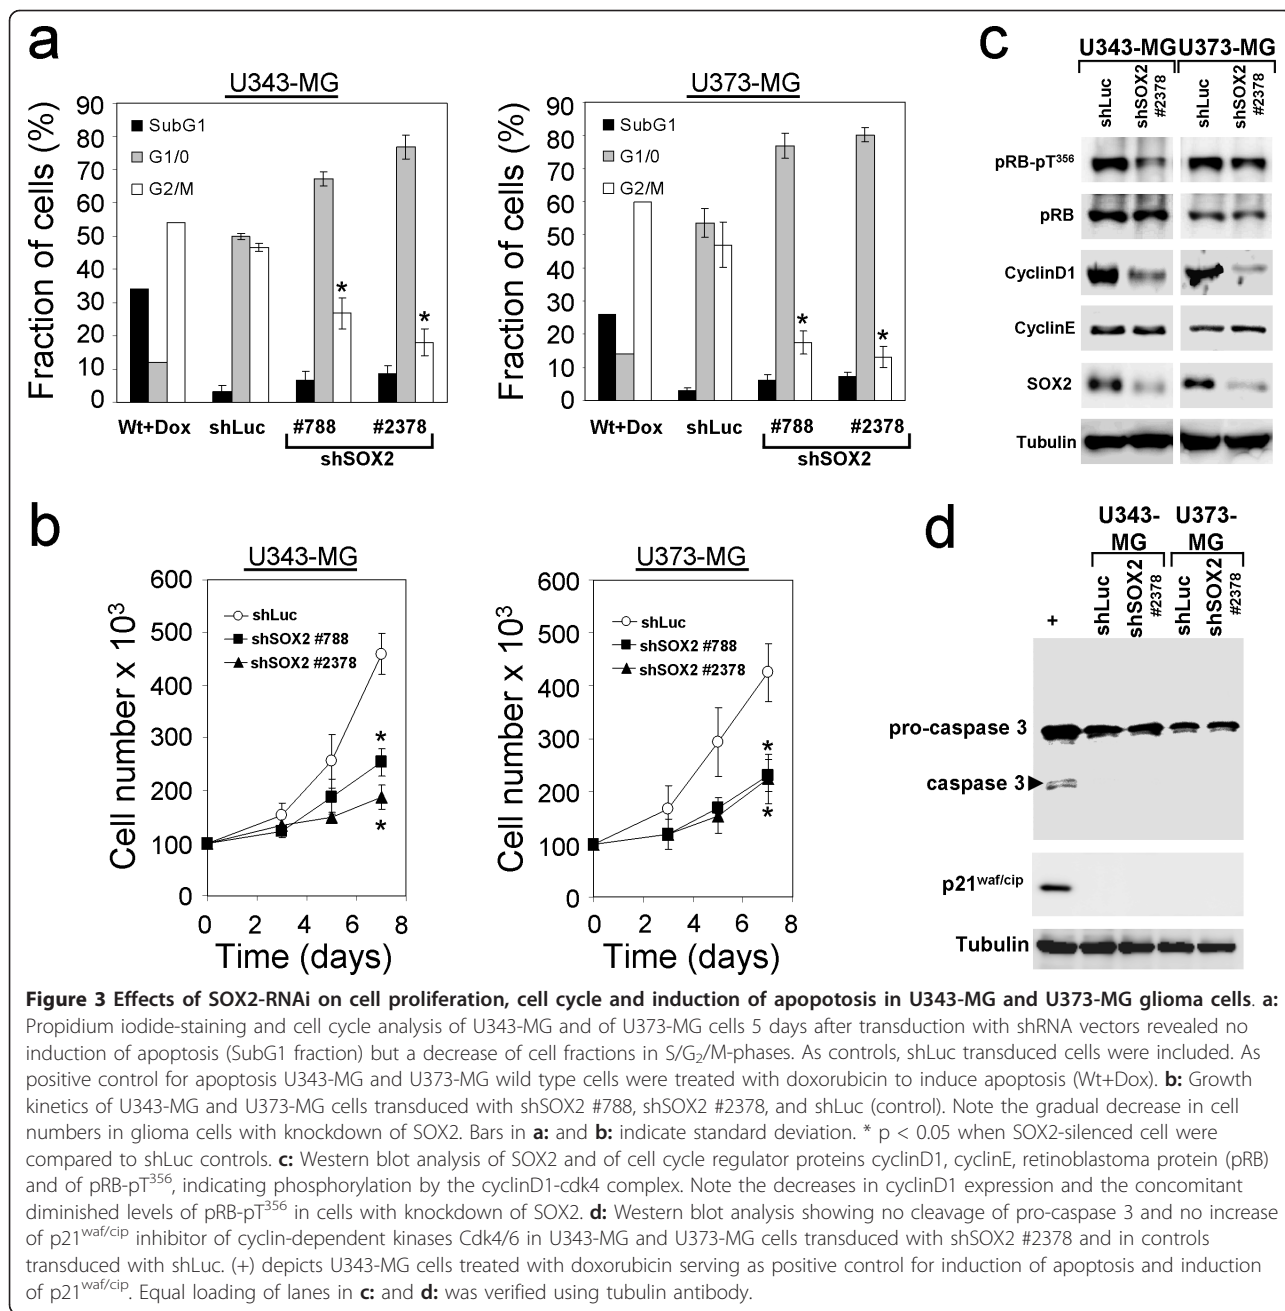 a
U343-MG
Fraction of cells (%)
90
80
70
60
50
40
30
20
10
0
SubG1
G1/0
G2/M
*
*
Wt+Dox shLuc #788 #2378
shSOX2
U373-MG
Fraction of cells (%)
90
80
70
60
50
40
30
20
10
0
SubG1
G1/0
G2/M
*
*
Wt+Dox shLuc #788 #2378
shSOX2
b
U343-MG
Cell number x 10³
600
500
400
300
200
100
0
shLuc
shSOX2 #788
shSOX2 #2378
*
*
0 2 4 6 8
Time (days)
U373-MG
Cell number x 10³
600
500
400
300
200
100
0
shLuc
shSOX2 #788
shSOX2 #2378
*
*
0 2 4 6 8
Time (days)
c
U343-MG U373-MG
shLuc
shSOX2
#2378
shLuc
shSOX2
#2378
pRB-pT³⁵⁶
pRB
CyclinD1
CyclinE
SOX2
Tubulin
d
U343-
MG
U373-
MG
+
shLuc
shSOX2
#2378
shLuc
shSOX2
#2378
pro-caspase 3
caspase 3
p21waf/cip
Tubulin
Figure 3 Effects of SOX2-RNAi on cell proliferation, cell cycle and induction of apopotosis in U343-MG and U373-MG glioma cells. a:
Propidium iodide-staining and cell cycle analysis of U343-MG and of U373-MG cells 5 days after transduction with shRNA vectors revealed no
induction of apoptosis (SubG1 fraction) but a decrease of cell fractions in S/G₂/M-phases. As controls, shLuc transduced cells were included. As
positive control for apoptosis U343-MG and U373-MG wild type cells were treated with doxorubicin to induce apoptosis (Wt+Dox). b: Growth
kinetics of U343-MG and U373-MG cells transduced with shSOX2 #788, shSOX2 #2378, and shLuc (control). Note the gradual decrease in cell
numbers in glioma cells with knockdown of SOX2. Bars in a: and b: indicate standard deviation. * p < 0.05 when SOX2-silenced cell were
compared to shLuc controls. c: Western blot analysis of SOX2 and of cell cycle regulator proteins cyclinD1, cyclinE, retinoblastoma protein (pRB)
and of pRB-pT³⁵⁶, indicating phosphorylation by the cyclinD1-cdk4 complex. Note the decreases in cyclinD1 expression and the concomitant
diminished levels of pRB-pT³⁵⁶ in cells with knockdown of SOX2. d: Western blot analysis showing no cleavage of pro-caspase 3 and no increase
of p21waf/cip inhibitor of cyclin-dependent kinases Cdk4/6 in U343-MG and U373-MG cells transduced with shSOX2 #2378 and in controls
transduced with shLuc. (+) depicts U343-MG cells treated with doxorubicin serving as positive control for induction of apoptosis and induction
of p21waf/cip. Equal loading of lanes in c: and d: was verified using tubulin antibody.